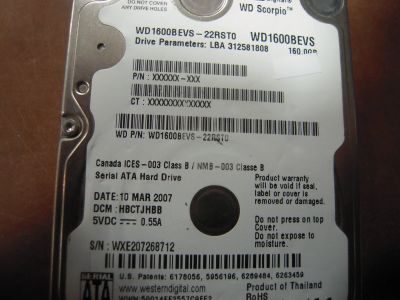 DO NOT COVER
ANY DRIVE HOLES
WD Scorpio™
WD1600BEVS-22RST0 WD1600BEVS
Drive Parameters: LBA 312581808 160.0GB
P/N: XXXXXX-XXX
CT: XXXXXXXXXXXXXX
WD P/N: WD1600BEVS-22RST0
Canada ICES-003 Class B / NMB-003 Classe B
Serial ATA Hard Drive
Product warranty
will be void if seal,
label or cover is
removed or damaged.
DATE: 10 MAR 2007
DCM: HBCTJHBB
5VDC 0.55A
Do not press on top
Cover.
Do not expose to
moisture.
S/N: WXE207268712
U.S. Patents: 6178056, 5956196, 6289484, 6263459
SERIAL
ATA
www.westerndigital.com
Product of Thailand
WWN:
RoHS